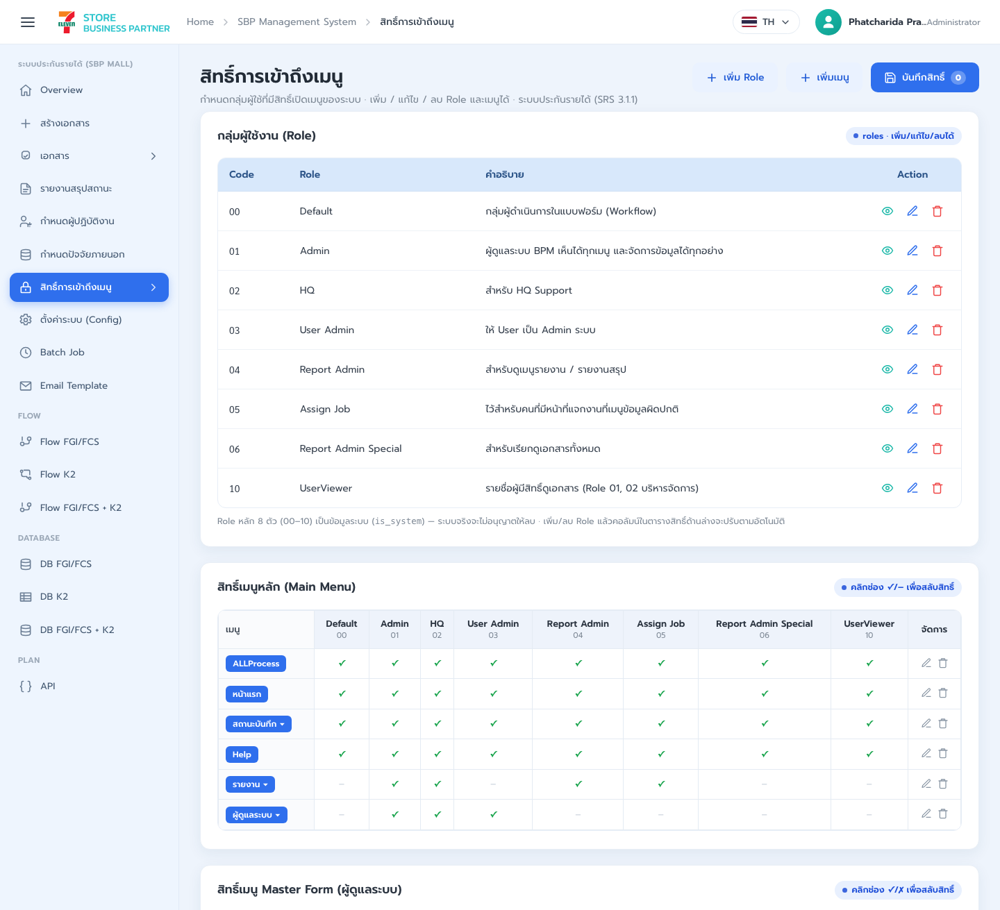 7 ELEVEN STORE BUSINESS PARTNER
Home > SBP Management System > สิทธิ์การเข้าถึงเมนู
TH
Phatcharida Pra... Administrator
ระบบประกันรายได้ (SBP MALL)
Overview
สร้างเอกสาร
เอกสาร
รายงานสรุปสถานะ
กำหนดผู้ปฏิบัติงาน
กำหนดปัจจัยภายนอก
สิทธิ์การเข้าถึงเมนู
ตั้งค่าระบบ (Config)
Batch Job
Email Template
FLOW
Flow FGI/FCS
Flow K2
Flow FGI/FCS + K2
DATABASE
DB FGI/FCS
DB K2
DB FGI/FCS + K2
PLAN
{ } API
สิทธิ์การเข้าถึงเมนู
+ เพิ่ม Role
+ เพิ่มเมนู
บันทึกสิทธิ์ 0
กำหนดกลุ่มผู้ใช้ที่มีสิทธิ์เปิดเมนูของระบบ · เพิ่ม / แก้ไข / ลบ Role และเมนูได้ · ระบบประกันรายได้ (SRS 3.1.1)
กลุ่มผู้ใช้งาน (Role)
roles · เพิ่ม/แก้ไข/ลบได้
Code Role คำอธิบาย Action
00 Default กลุ่มผู้ดำเนินการในแบบฟอร์ม (Workflow)
01 Admin ผู้ดูแลระบบ BPM เห็นได้ทุกเมนู และจัดการข้อมูลได้ทุกอย่าง
02 HQ สำหรับ HQ Support
03 User Admin ให้ User เป็น Admin ระบบ
04 Report Admin สำหรับดูเมนูรายงาน / รายงานสรุป
05 Assign Job ไว้สำหรับคนที่มีหน้าที่แจกงานที่เมนูข้อมูลผิดปกติ
06 Report Admin Special สำหรับเรียกดูเอกสารทั้งหมด
10 UserViewer รายชื่อผู้มีสิทธิ์ดูเอกสาร (Role 01, 02 บริหารจัดการ)
Role หลัก 8 ตัว (00–10) เป็นข้อมูลระบบ (is_system) — ระบบจริงจะไม่อนุญาตให้ลบ · เพิ่ม/ลบ Role แล้วคอลัมน์ในตารางสิทธิ์ด้านล่างจะปรับตามอัตโนมัติ
สิทธิ์เมนูหลัก (Main Menu)
คลิกช่อง ✓/– เพื่อสลับสิทธิ์
เมนู Default Admin HQ User Admin Report Admin Assign Job Report Admin Special UserViewer จัดการ
00 01 02 03 04 05 06 10
ALLProcess ✓ ✓ ✓ ✓ ✓ ✓ ✓ ✓
หน้าแรก ✓ ✓ ✓ ✓ ✓ ✓ ✓ ✓
สถานะบันทึก ✓ ✓ ✓ ✓ ✓ ✓ ✓ ✓
Help ✓ ✓ ✓ ✓ ✓ ✓ ✓ ✓
รายงาน – ✓ ✓ – ✓ ✓ – –
ผู้ดูแลระบบ – ✓ ✓ ✓ – – – –
สิทธิ์เมนู Master Form (ผู้ดูแลระบบ)
คลิกช่อง ✓/✗ เพื่อสลับสิทธิ์